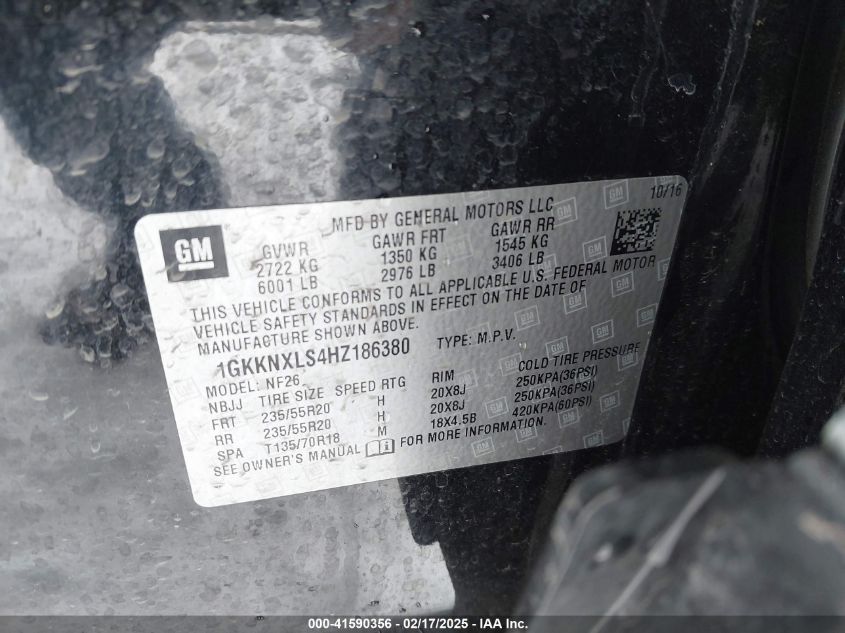 10/16
MFD BY GENERAL MOTORS LLC
GM
GVWR GAWR FRT GAWR RR
2722 KG 1350 KG 1545 KG
6001 LB 2976 LB 3406 LB
THIS VEHICLE CONFORMS TO ALL APPLICABLE U.S. FEDERAL MOTOR
VEHICLE SAFETY STANDARDS IN EFFECT ON THE DATE OF
MANUFACTURE SHOWN ABOVE.
1GKKNXLS4HZ186380 TYPE: M.P.V.
MODEL: NF26
NBJJ TIRE SIZE SPEED RTG RIM COLD TIRE PRESSURE
FRT 235/55R20 H 20X8J 250KPA(36PSI)
RR 235/55R20 H 20X8J 250KPA(36PSI)
SPA T135/70R18 M 18X4.5B 420KPA(60PSI)
SEE OWNER'S MANUAL FOR MORE INFORMATION.
000-41590356 - 02/17/2025 - IAA Inc.